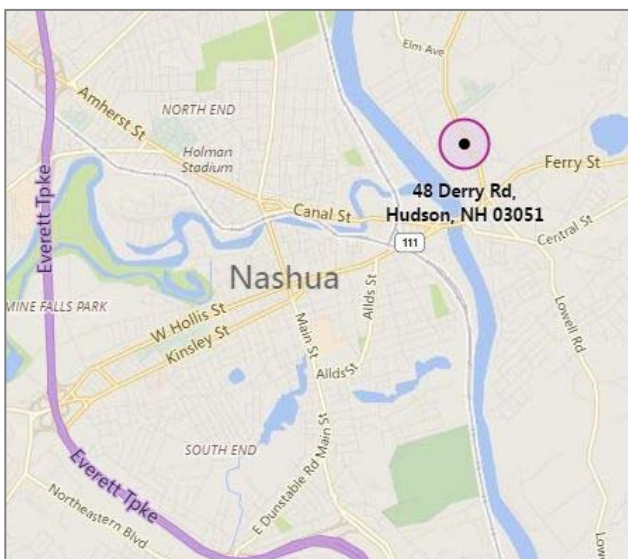 Elm Ave
Amherst St
NORTH END
Holman
Stadium
Ferry St
48 Derry Rd,
Hudson, NH 03051
Canal St
Central St
111
Everett Tpke
Nashua
Allds St
MINE FALLS PARK
W Hollis St
Kinsley St
Main St
Lowell Rd
Allds St
SOUTH END
E Dunstable Rd
Main St
Everett Tpke
Northeastern Blvd